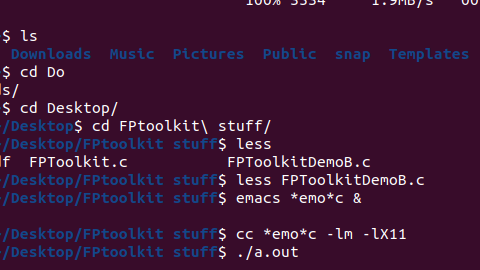 100% 3334 1.9MB/s 00
$ ls
Downloads Music Pictures Public snap Templates
$ cd Do
ds/
$ cd Desktop/
/Desktop$ cd FPtoolkit\ stuff/
/Desktop/FPtoolkit stuff$ less
df FPToolkit.c FPToolkitDemoB.c
/Desktop/FPtoolkit stuff$ less FPToolkitDemoB.c
/Desktop/FPtoolkit stuff$ emacs *emo*c &
/Desktop/FPtoolkit stuff$ cc *emo*c -lm -lX11
/Desktop/FPtoolkit stuff$ ./a.out